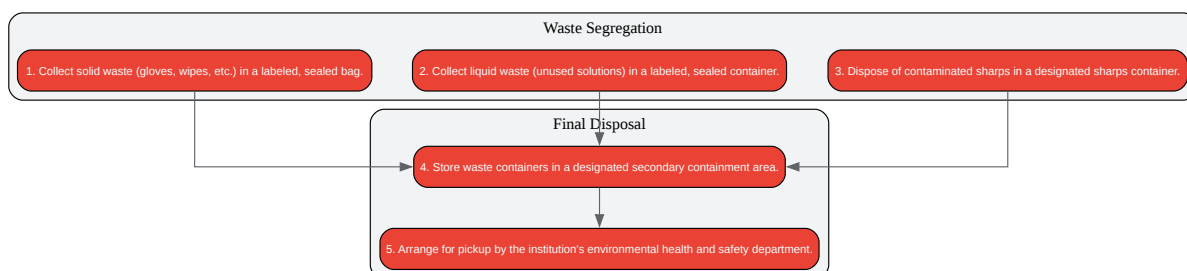 Waste Segregation
1. Collect solid waste (gloves, wipes, etc.) in a labeled, sealed bag.
2. Collect liquid waste (unused solutions) in a labeled, sealed container.
3. Dispose of contaminated sharps in a designated sharps container.
Final Disposal
4. Store waste containers in a designated secondary containment area.
5. Arrange for pickup by the institution's environmental health and safety department.